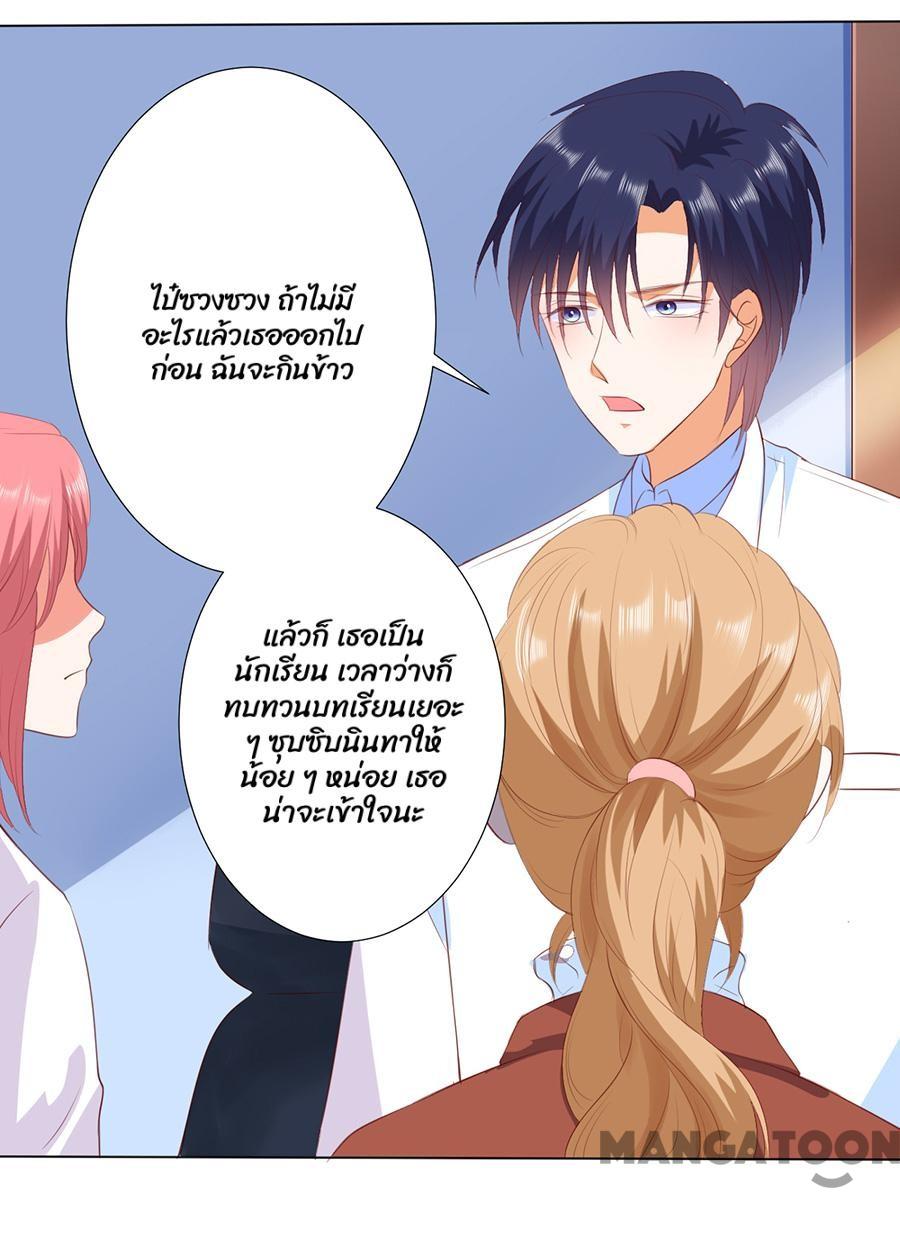 ไป๋ซวงซวง ถ้าไม่มี
อะไรแล้วเธอออกไป
ก่อน ฉันจะกินข้าว
แล้วก็ เธอเป็น
นักเรียน เวลาว่างก็
ทบทวนบทเรียนเยอะ
ๆ ซุบซิบนินทาให้
น้อย ๆ หน่อย เธอ
น่าจะเข้าใจนะ
MANGATOON